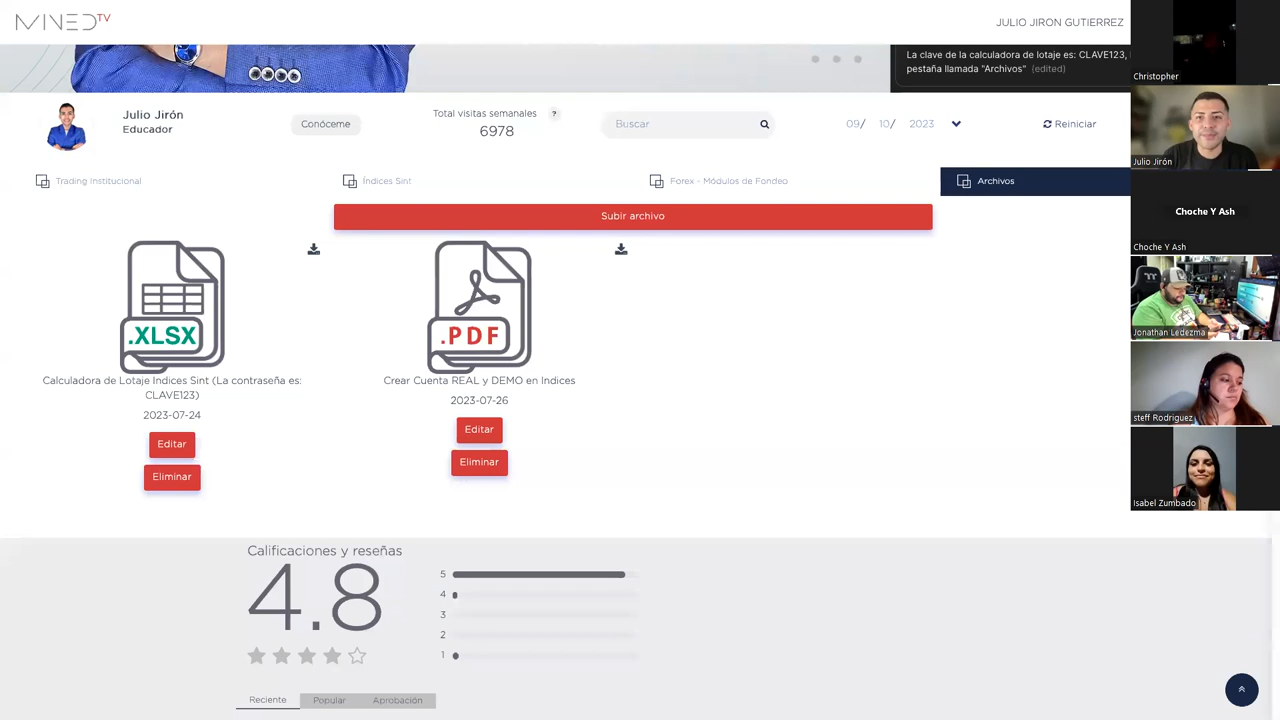 MINEDTV
JULIO JIRON GUTIERREZ
La clave de la calculadora de lotaje es: CLAVE123,
pestaña llamada "Archivos" (edited)
Julio Jirón
Educador
Conóceme
Total visitas semanales ?
6978
Buscar
09/ 10/ 2023
Reiniciar
Trading Institucional
Índices Sint
Forex - Módulos de Fondeo
Archivos
Subir archivo
.XLSX
.PDF
Calculadora de Lotaje Indices Sint (La contraseña es:
CLAVE123)
2023-07-24
Editar
Eliminar
Crear Cuenta REAL y DEMO en Indices
2023-07-26
Editar
Eliminar
Calificaciones y reseñas
4.8
5
4
3
2
1
Reciente
Popular
Aprobación
Christopher
Julio Jirón
Choche Y Ash
Choche Y Ash
Jonathan Ledezma
steff Rodriguez
Isabel Zumbado